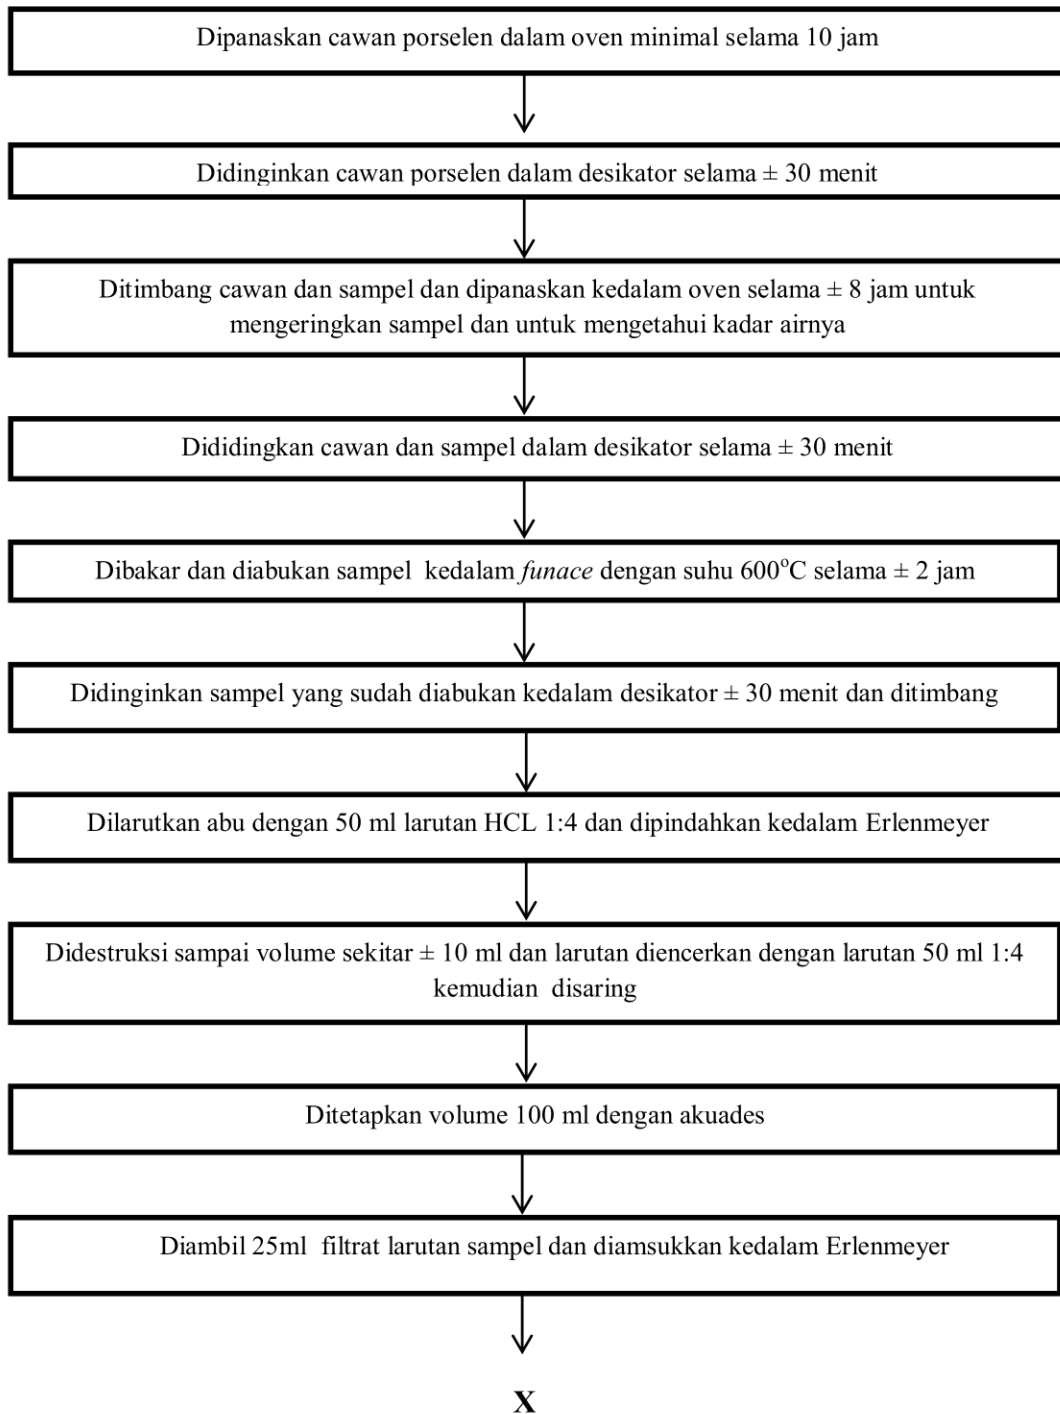 Dipanaskan cawan porselen dalam oven minimal selama 10 jam
Didinginkan cawan porselen dalam desikator selama ± 30 menit
Ditimbang cawan dan sampel dan dipanaskan kedalam oven selama ± 8 jam untuk
mengeringkan sampel dan untuk mengetahui kadar airnya
Dididingkan cawan dan sampel dalam desikator selama ± 30 menit
Dibakar dan diabukan sampel kedalam funace dengan suhu 600°C selama ± 2 jam
Didinginkan sampel yang sudah diabukan kedalam desikator ± 30 menit dan ditimbang
Dilarutkan abu dengan 50 ml larutan HCL 1:4 dan dipindahkan kedalam Erlenmeyer
Didestruksi sampai volume sekitar ± 10 ml dan larutan diencerkan dengan larutan 50 ml 1:4
kemudian disaring
Ditetapkan volume 100 ml dengan akuades
Diambil 25ml filtrat larutan sampel dan diamsukkan kedalam Erlenmeyer
X